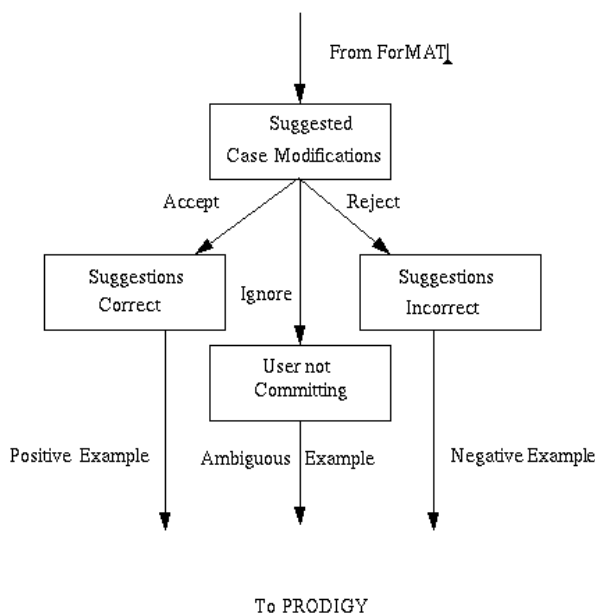 From ForMAT
Suggested
Case Modifications
Accept
Reject
Suggestions
Correct
Ignore
Suggestions
Incorrect
User not
Committing
Positive Example
Ambiguous Example
Negative Example
To PRODIGY